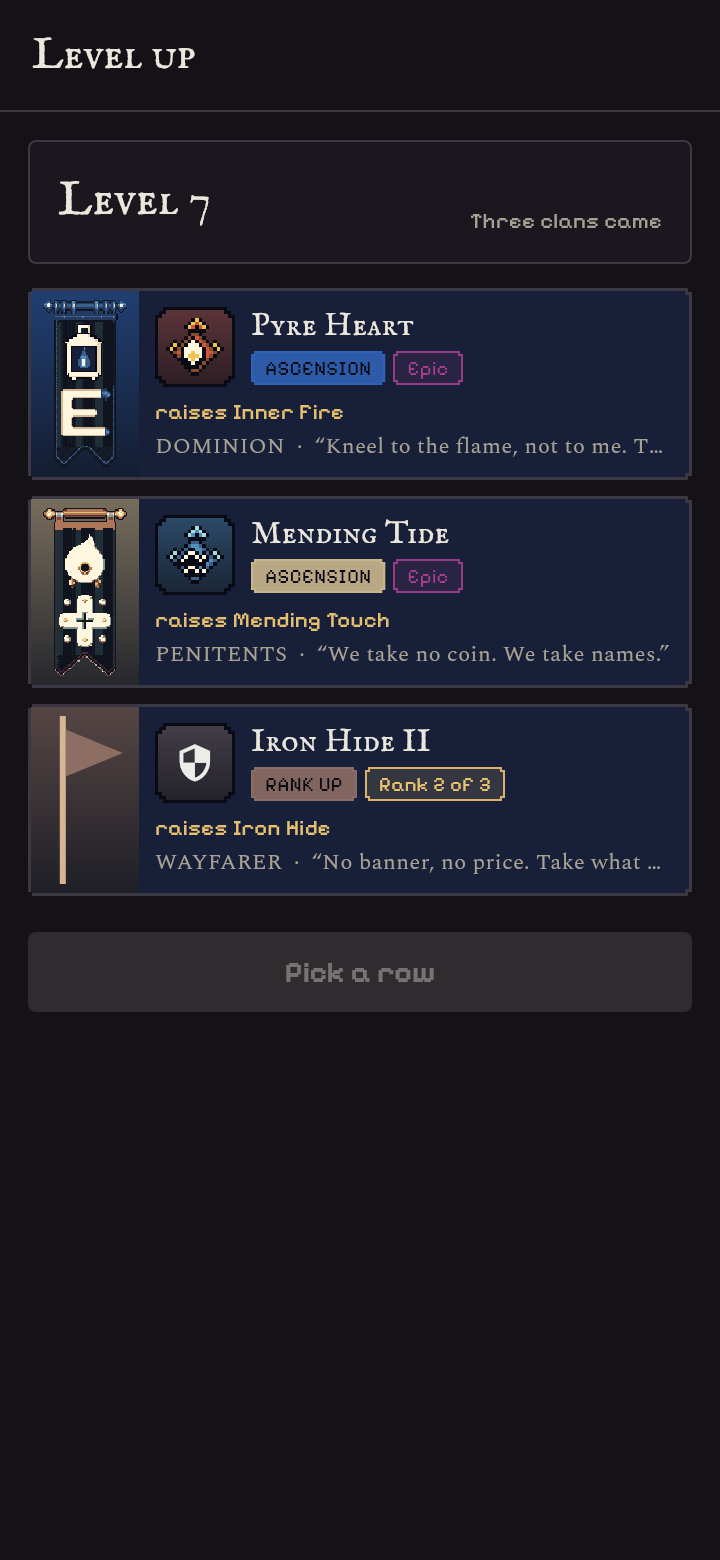 Level up
Level 7
Three clans came
E
Pyre Heart
ASCENSION Epic
raises Inner Fire
DOMINION · “Kneel to the flame, not to me. T…
Mending Tide
ASCENSION Epic
raises Mending Touch
PENITENTS · “We take no coin. We take names.”
Iron Hide II
RANK UP Rank 2 of 3
raises Iron Hide
WAYFARER · “No banner, no price. Take what …
Pick a row